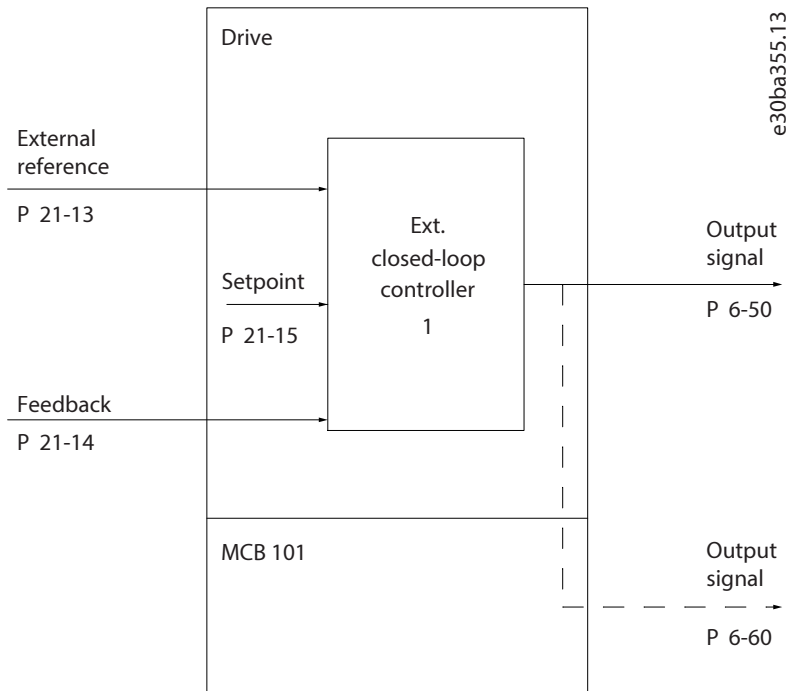 Drive
e30ba355.13
External
reference
P 21-13
Ext.
closed-loop
controller
1
Setpoint
P 21-15
Output
signal
P 6-50
Feedback
P 21-14
MCB 101
Output
signal
P 6-60